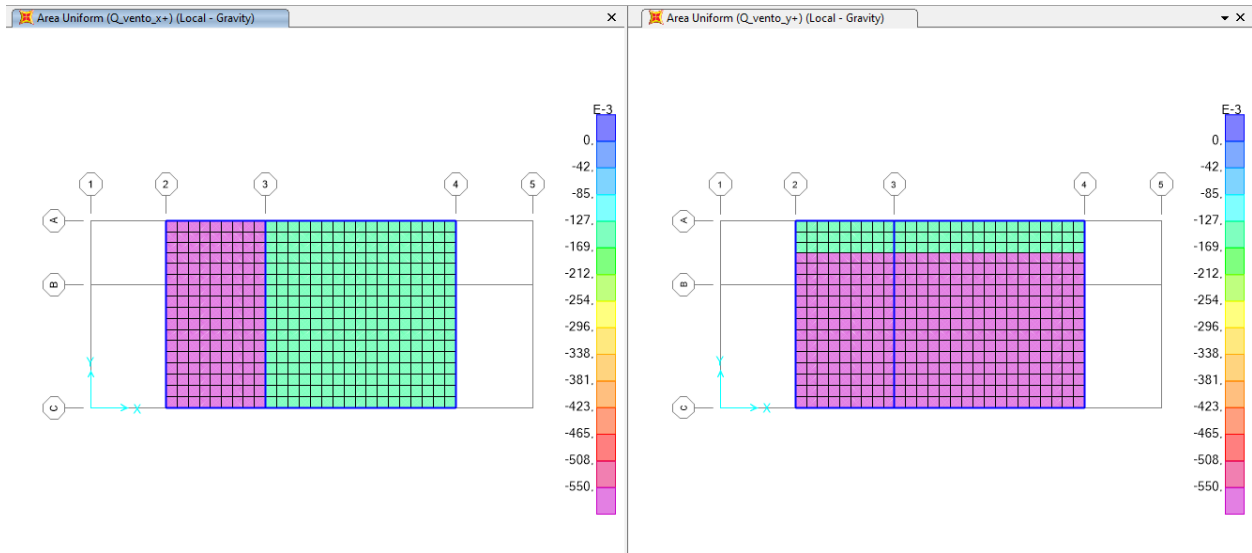 Area Uniform (Q_vento_x+) (Local - Gravity)
E-3
0,
-42,
-85,
-127,
-169,
-212,
-254,
-296,
-338,
-381,
-423,
-465,
-508,
-550,
1 2 3 4 5
A
B
C
Y
X
Area Uniform (Q_vento_y+) (Local - Gravity)
E-3
0,
-42,
-85,
-127,
-169,
-212,
-254,
-296,
-338,
-381,
-423,
-465,
-508,
-550,
1 2 3 4 5
A
B
C
Y
X